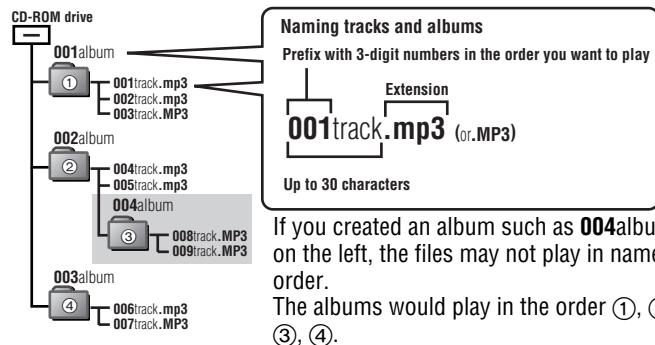 CD-ROM drive
001album
①
001track.mp3
002track.mp3
003track.MP3
002album
②
004track.mp3
005track.mp3
004album
③
008track.MP3
009track.MP3
003album
④
006track.mp3
007track.MP3
Naming tracks and albums
Prefix with 3-digit numbers in the order you want to play
Extension
001track.mp3 (or.MP3)
Up to 30 characters
If you created an album such as 004albu
on the left, the files may not play in name
order.
The albums would play in the order ①,
③, ④.